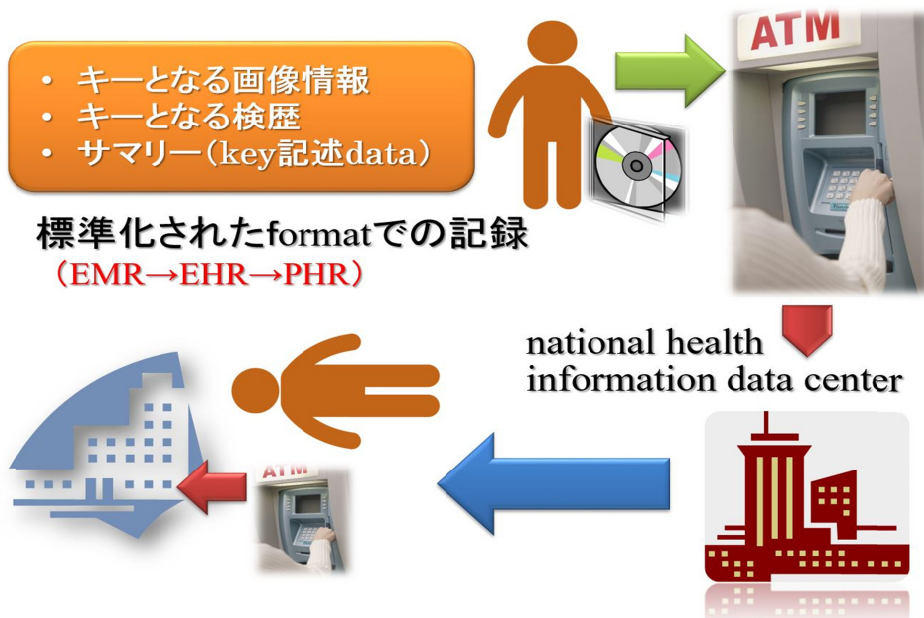 • キーとなる画像情報
• キーとなる検歴
• サマリー（key記述data）
ATM
標準化されたformatでの記録
（EMR→EHR→PHR）
national health
information data center
ATM